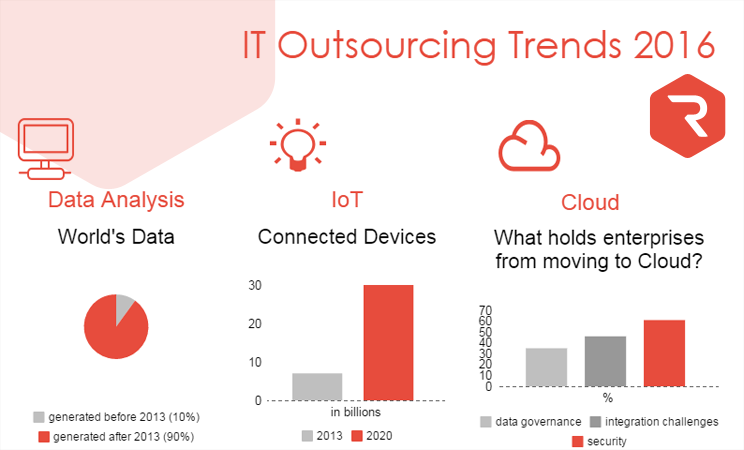 IT Outsourcing Trends 2016
Data Analysis
World's Data
generated before 2013 (10%)
generated after 2013 (90%)
IoT
Connected Devices
30
20
10
0
in billions
2013 2020
Cloud
What holds enterprises
from moving to Cloud?
70
60
50
40
30
20
10
0
%
data governance integration challenges
security